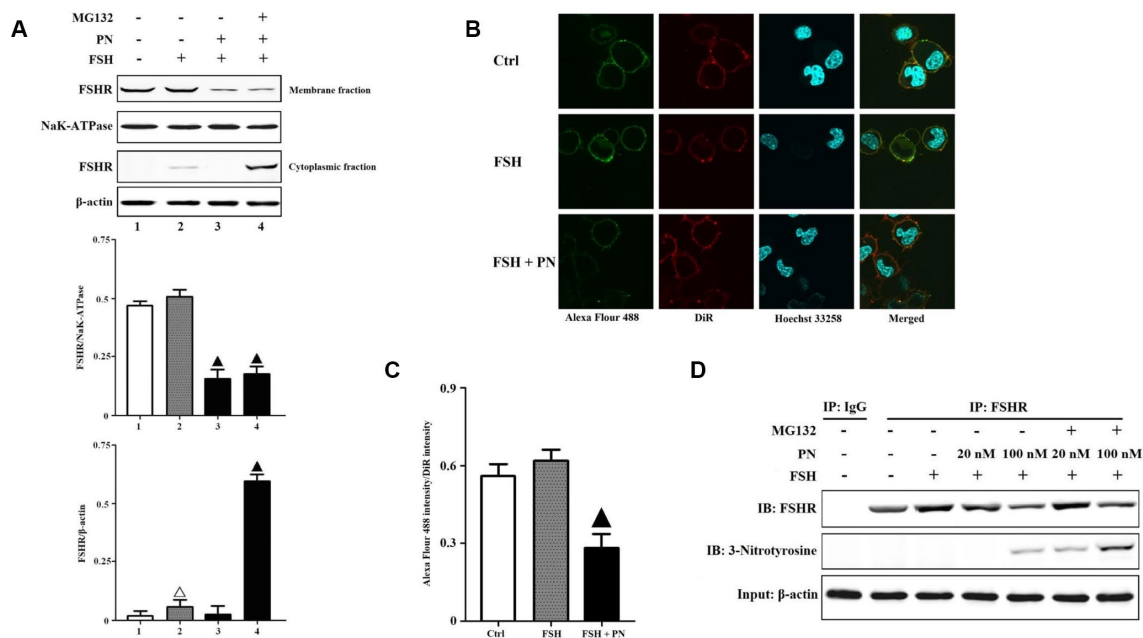 A
MG132 +
PN + +
FSH - + + +
FSHR Membrane fraction
NaK-ATPase
FSHR Cytoplasmic fraction
β-actin
1 2 3 4
0.75
0.5
0.25
0
FSHR/NaK-ATPase
▲ ▲
1 2 3 4
0.75
0.5
0.25
0
FSHR/β-actin
△ ▲
1 2 3 4
B
Ctrl
FSH
FSH + PN
Alexa Flour 488 DiR Hoechst 33258 Merged
C
0.9
0.6
0.3
0
Alexa Flour 488 intensity/DiR intensity
▲
Ctrl FSH FSH + PN
D
IP: IgG IP: FSHR
MG132 - - - - - + +
PN - - - 20 nM 100 nM 20 nM 100 nM
FSH - - + + + + +
IB: FSHR
IB: 3-Nitrotyrosine
Input: β-actin